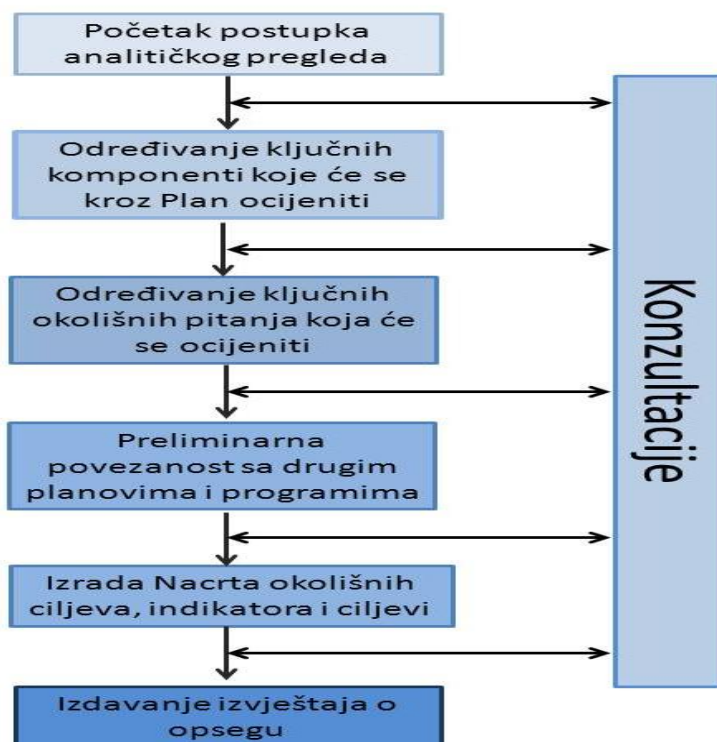 Početak postupka
analitičkog pregleda
Određivanje ključnih
komponenti koje će se
kroz Plan ocijeniti
Određivanje ključnih
okolišnih pitanja koja će
se ocijeniti
Preliminarna
povezanost sa drugim
planovima i programima
Izrada Nacrta okolišnih
ciljeva, indikatora i ciljevi
Izdavanje izvještaja o
opsegu
Konzultacije